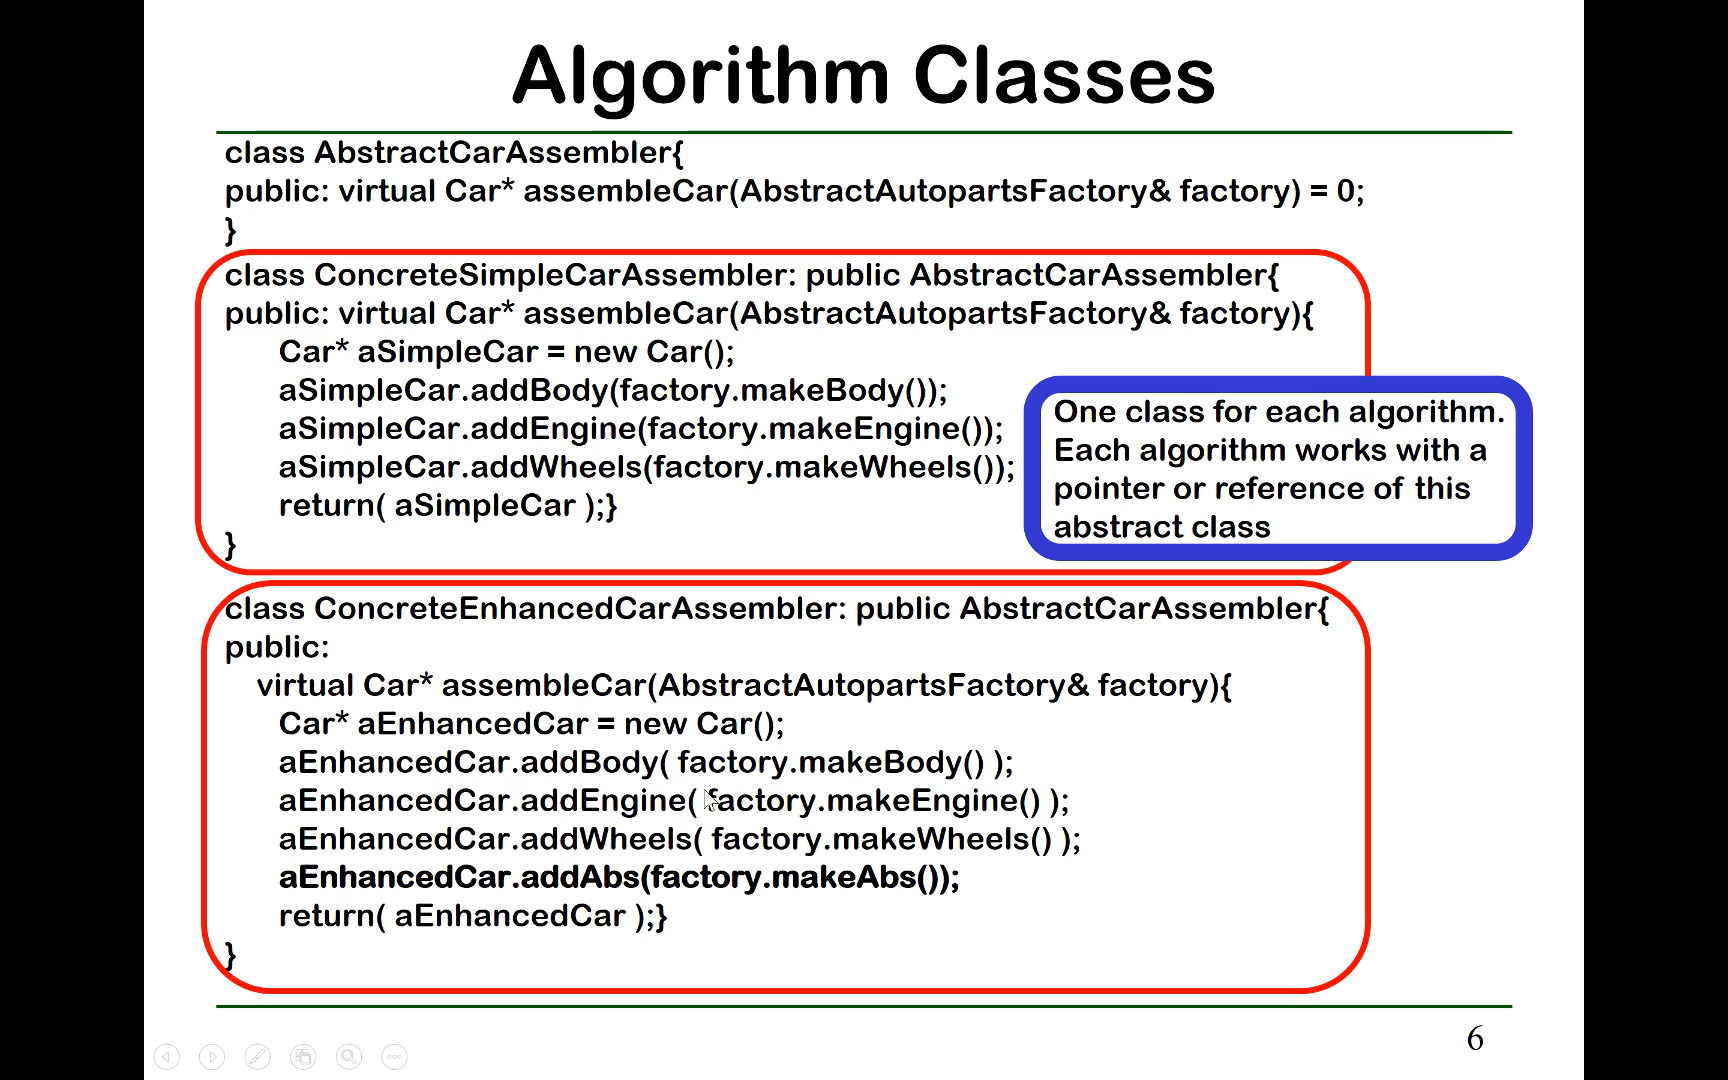 Algorithm Classes
class AbstractCarAssembler{
public: virtual Car* assembleCar(AbstractAutopartsFactory& factory) = 0;
}
class ConcreteSimpleCarAssembler: public AbstractCarAssembler{
public: virtual Car* assembleCar(AbstractAutopartsFactory& factory){
Car* aSimpleCar = new Car();
aSimpleCar.addBody(factory.makeBody());
aSimpleCar.addEngine(factory.makeEngine());
aSimpleCar.addWheels(factory.makeWheels());
return( aSimpleCar );}
}
One class for each algorithm.
Each algorithm works with a
pointer or reference of this
abstract class
class ConcreteEnhancedCarAssembler: public AbstractCarAssembler{
public:
virtual Car* assembleCar(AbstractAutopartsFactory& factory){
Car* aEnhancedCar = new Car();
aEnhancedCar.addBody( factory.makeBody() );
aEnhancedCar.addEngine( factory.makeEngine() );
aEnhancedCar.addWheels( factory.makeWheels() );
aEnhancedCar.addAbs(factory.makeAbs());
return( aEnhancedCar );}
}
6